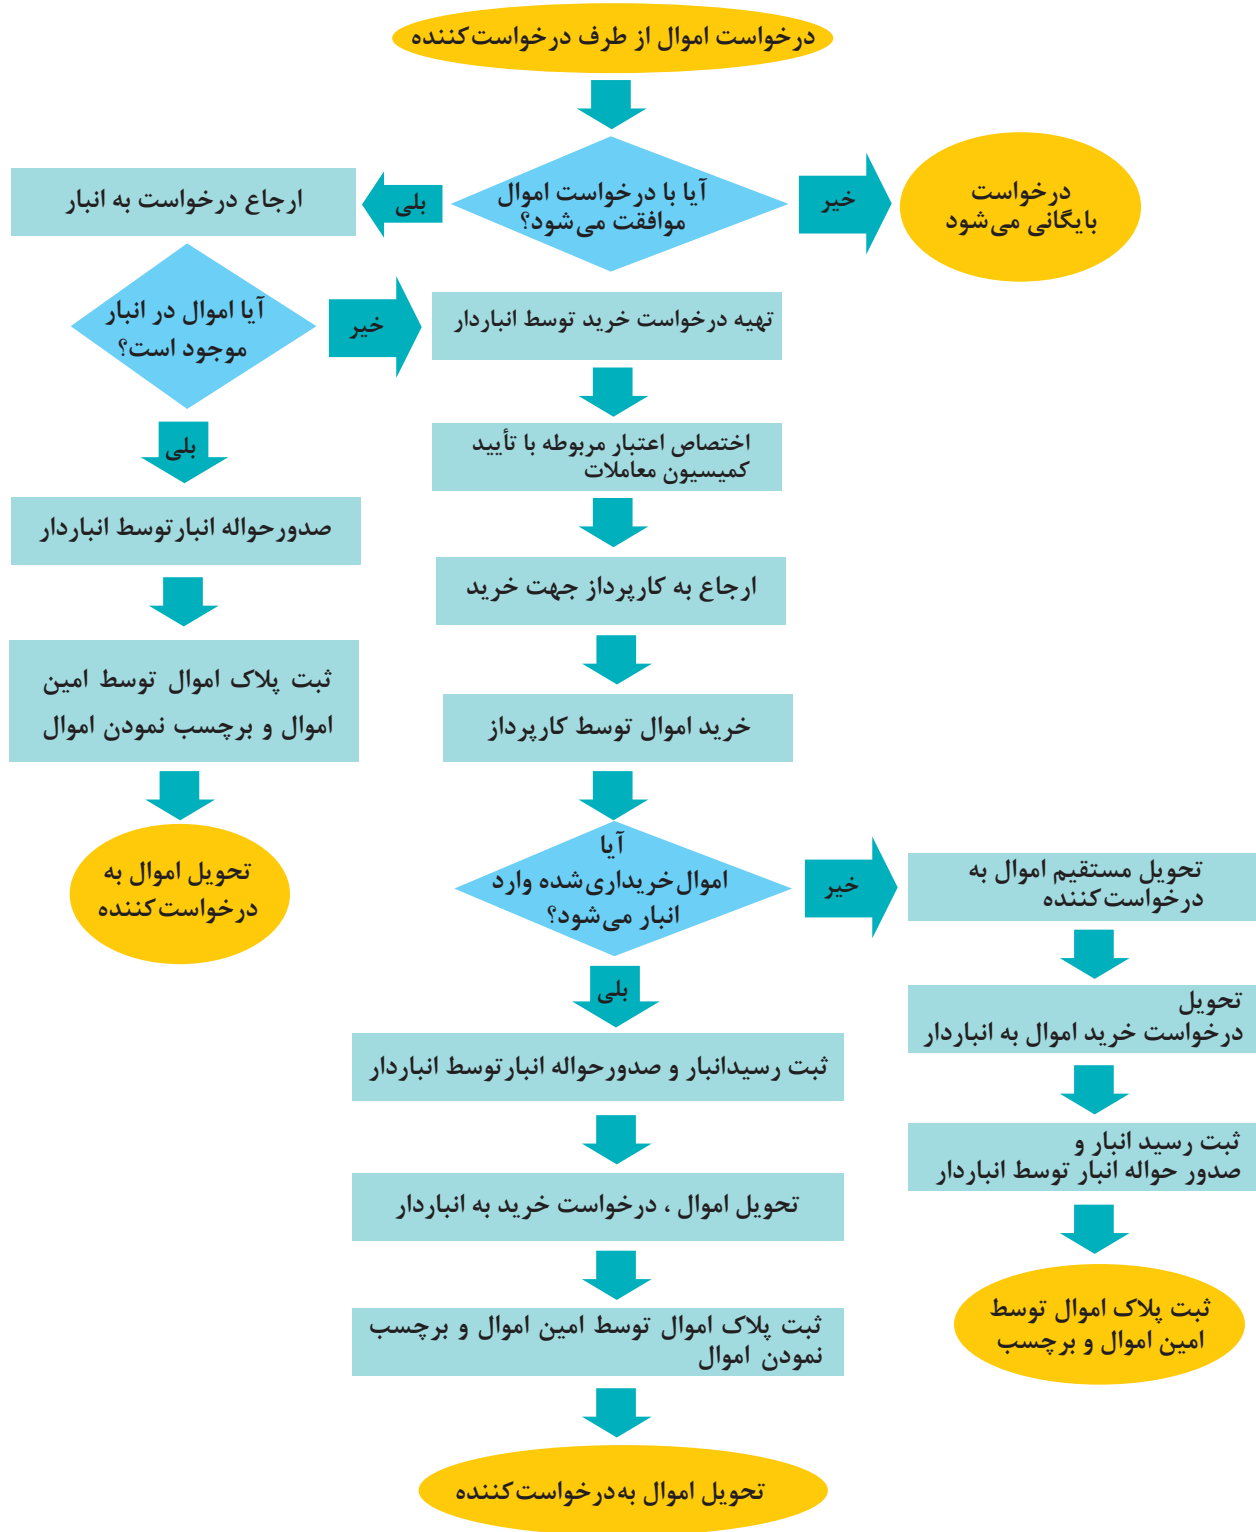 درخواست اموال از طرف درخواست‌کننده
آیا با درخواست اموال
موافقت می‌شود؟
خیر
درخواست
بایگانی می‌شود
بلی
ارجاع درخواست به انبار
آیا اموال در انبار
موجود است؟
خیر
تهیه درخواست خرید توسط انباردار
بلی
اختصاص اعتبار مربوطه با تأیید
کمیسیون معاملات
صدورحواله انبارتوسط انباردار
ارجاع به کارپرداز جهت خرید
ثبت پلاک اموال توسط امین
اموال و برچسب نمودن اموال
خرید اموال توسط کارپرداز
تحویل اموال به
درخواست‌کننده
آیا
اموال‌خریداری‌شده وارد
انبار می‌شود؟
خیر
تحویل مستقیم اموال به
درخواست‌کننده
بلی
تحویل
درخواست خرید اموال به انباردار
ثبت رسیدانبار و صدورحواله انبارتوسط انباردار
ثبت رسید انبار و
صدور حواله انبار توسط انباردار
تحویل اموال ، درخواست خرید به انباردار
ثبت پلاک اموال توسط
امین اموال و برچسب
ثبت پلاک اموال توسط امین اموال و برچسب
نمودن اموال
تحویل اموال به‌درخواست‌کننده